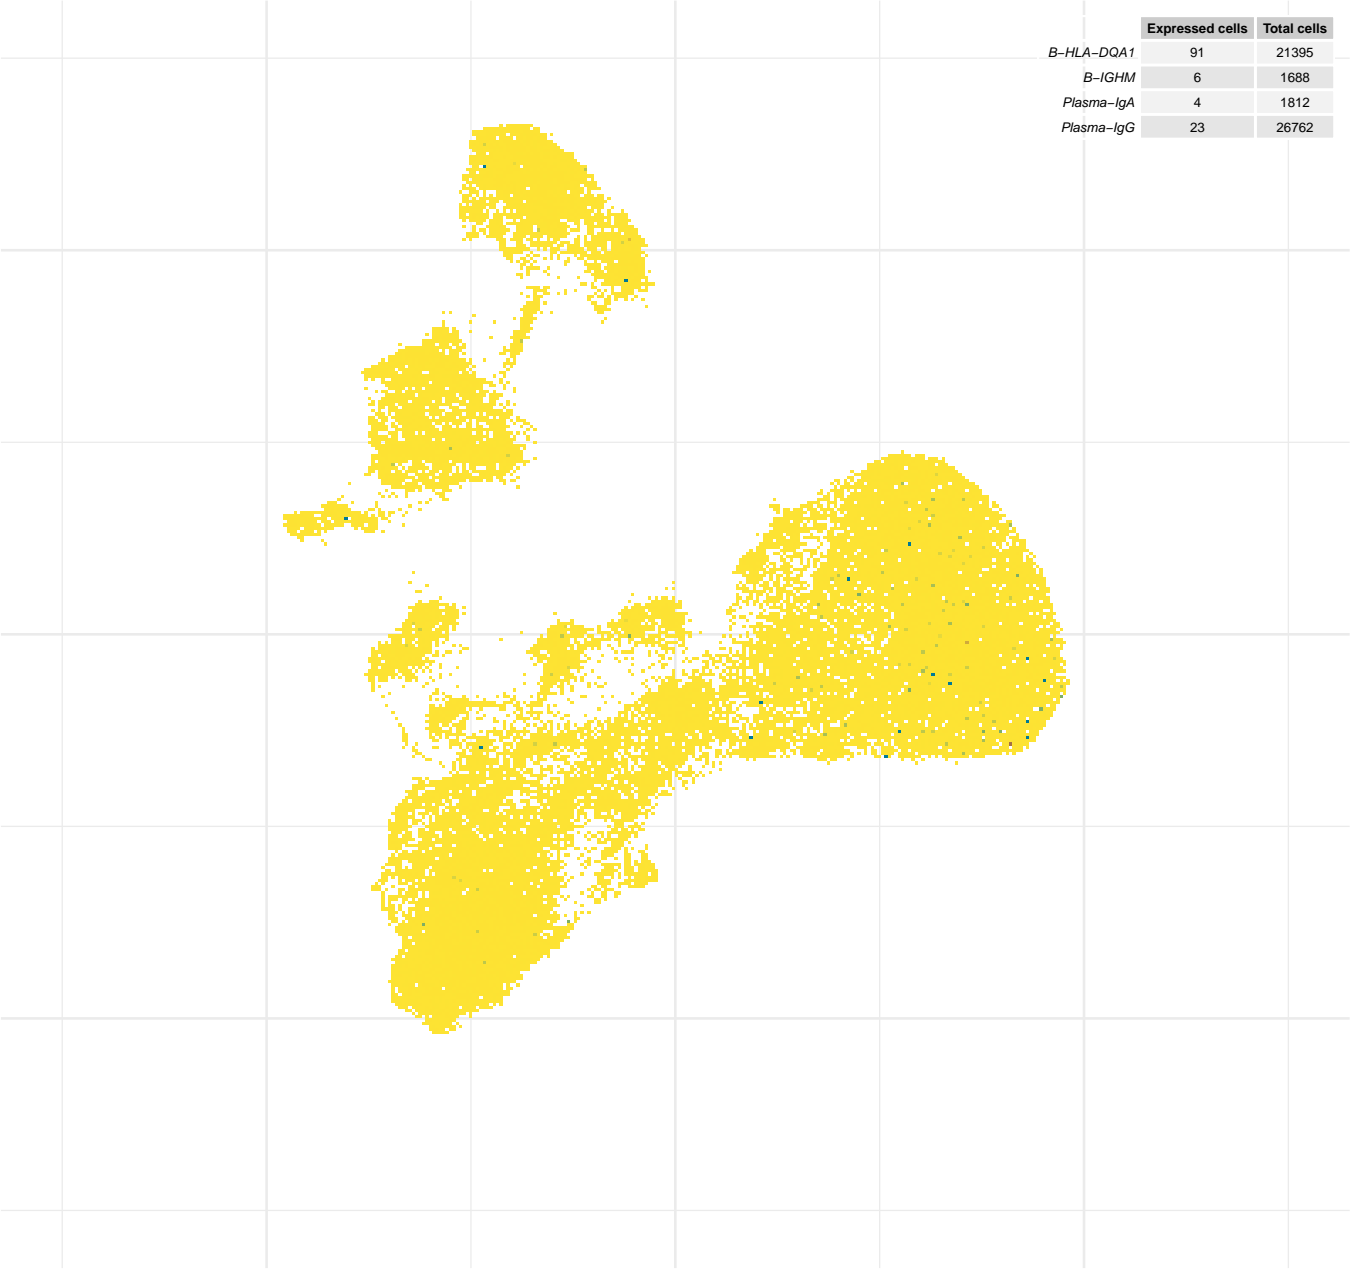 Expressed cells Total cells
B−HLA−DQA1 91 21395
B−IGHM 6 1688
Plasma−IgA 4 1812
Plasma−IgG 23 26762